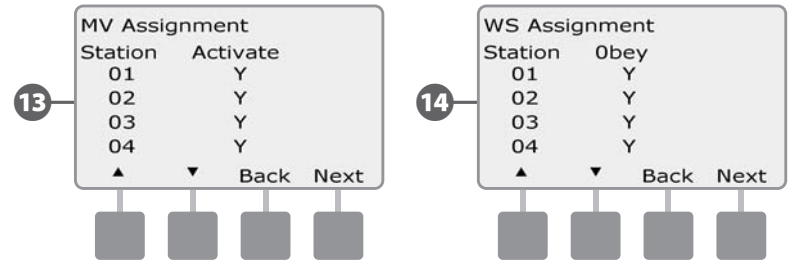 13
MV Assignment
Station Activate
01 Y
02 Y
03 Y
04 Y
▲ ▼ Back Next
14
WS Assignment
Station 0bey
01 Y
02 Y
03 Y
04 Y
▲ ▼ Back Next